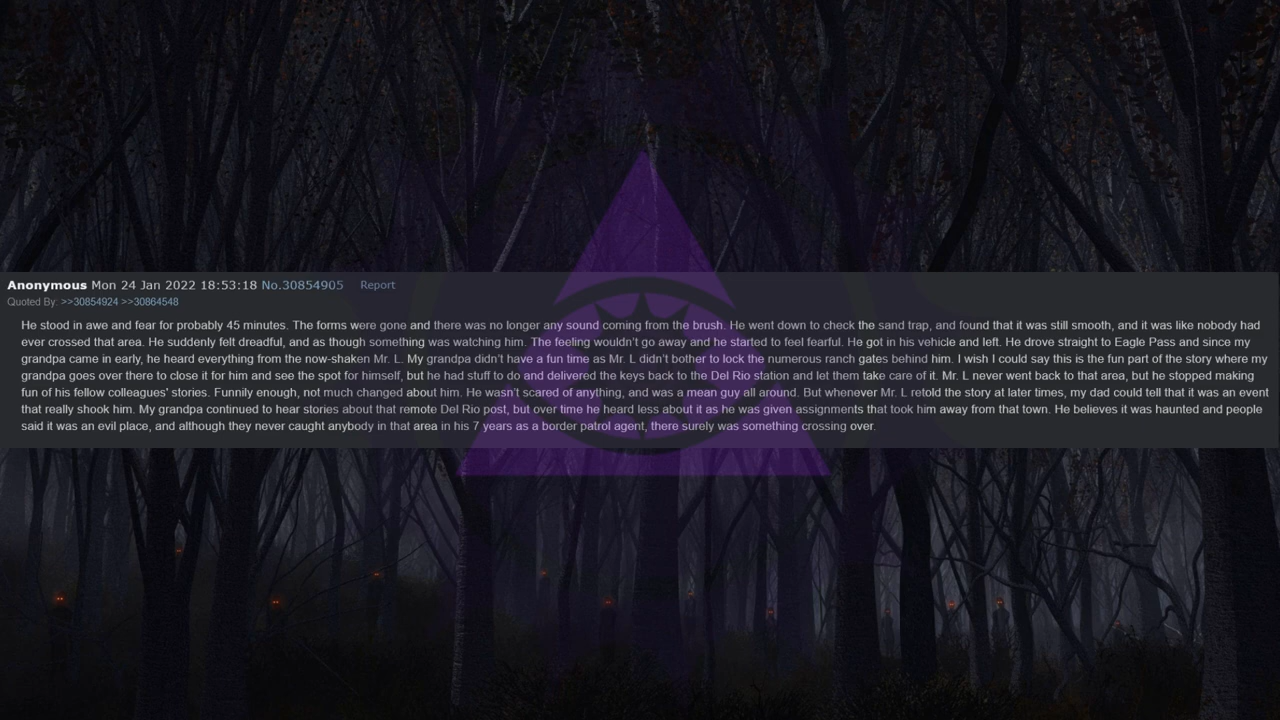 Anonymous Mon 24 Jan 2022 18:53:18 No.30854905 Report
Quoted By: >>30854924 >>30864548
He stood in awe and fear for probably 45 minutes. The forms were gone and there was no longer any sound coming from the brush. He went down to check the sand trap, and found that it was still smooth, and it was like nobody had
ever crossed that area. He suddenly felt dreadful, and as though something was watching him. The feeling wouldn't go away and he started to feel fearful. He got in his vehicle and left. He drove straight to Eagle Pass and since my
grandpa came in early, he heard everything from the now-shaken Mr. L. My grandpa didn't have a fun time as Mr. L didn't bother to lock the numerous ranch gates behind him. I wish I could say this is the fun part of the story where my
grandpa goes over there to close it for him and see the spot for himself, but he had stuff to do and delivered the keys back to the Del Rio station and let them take care of it. Mr. L never went back to that area, but he stopped making
fun of his fellow colleagues' stories. Funnily enough, not much changed about him. He wasn't scared of anything, and was a mean guy all around. But whenever Mr. L retold the story at later times, my dad could tell that it was an event
that really shook him. My grandpa continued to hear stories about that remote Del Rio post, but over time he heard less about it as he was given assignments that took him away from that town. He believes it was haunted and people
said it was an evil place, and although they never caught anybody in that area in his 7 years as a border patrol agent, there surely was something crossing over.